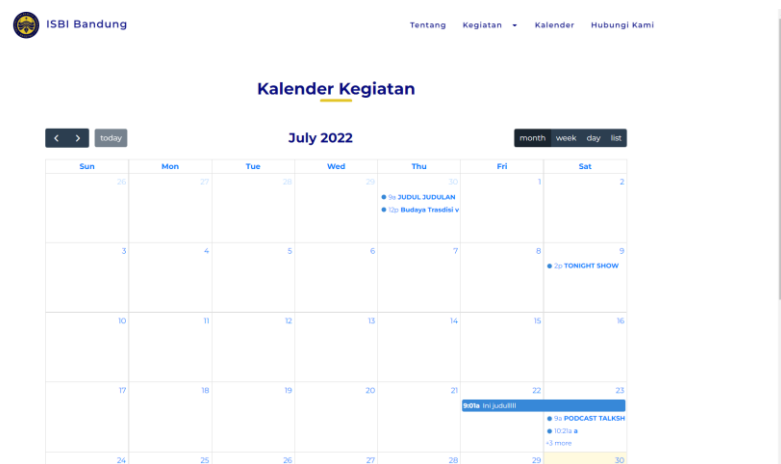 ISBI Bandung
Tentang Kegiatan Kalender Hubungi Kami
Kalender Kegiatan
today
July 2022
month week day list
Sun Mon Tue Wed Thu Fri Sat
26 27 28 29 30 1 2
9a JUDUL JUDULAN
12p Budaya Trasdisi v
3 4 5 6 7 8 9
2p TONIGHT SHOW
10 11 12 13 14 15 16
17 18 19 20 21 22 23
9:01a Ini judulllll
9a PODCAST TALKSH
10:21a a
+3 more
24 25 26 27 28 29 30